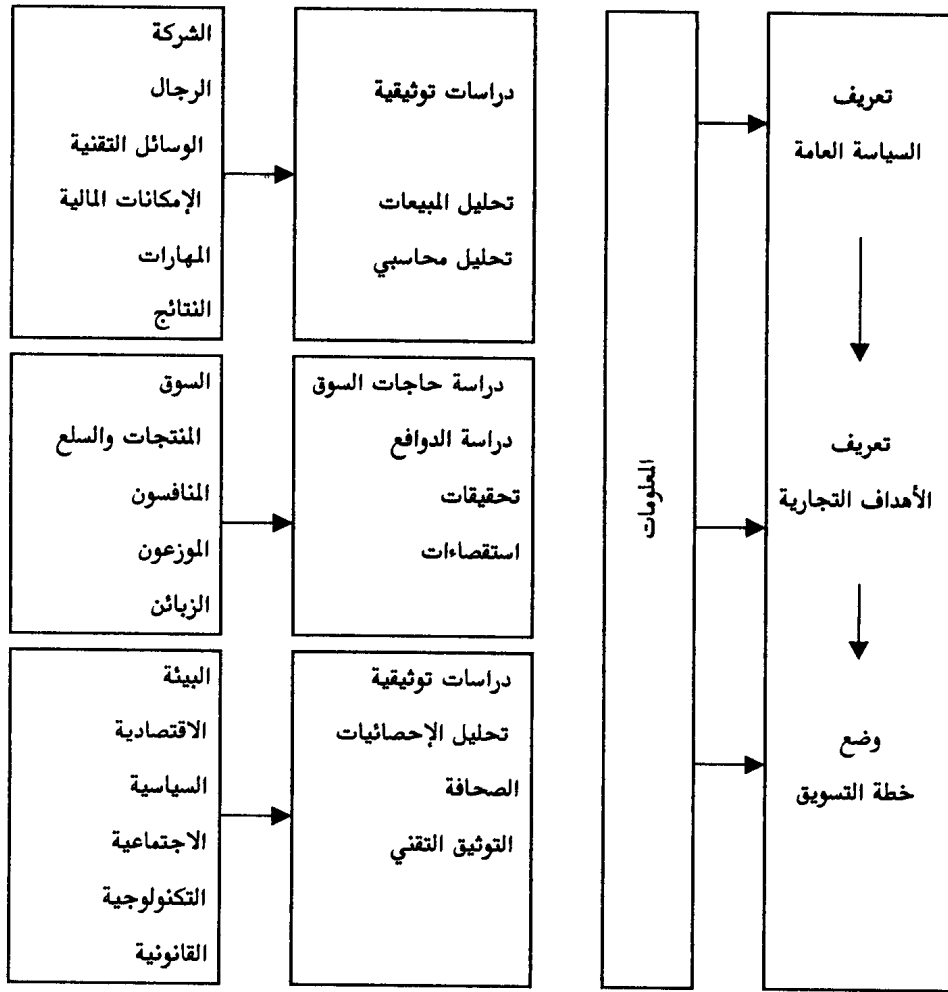 الشركة
الرجال
الوسائل التقنية
الإمكانات المالية
المهارات
النتائج
دراسات توثيقية
تحليل المبيعات
تحليل محاسبي
السوق
المنتجات والسلع
المنافسون
الموزعون
الزبائن
دراسة حاجات السوق
دراسة الدوافع
تحقيقات
استقصاءات
البيئة
الاقتصادية
السياسية
الاجتماعية
التكنولوجية
القانونية
دراسات توثيقية
تحليل الإحصائيات
الصحافة
التوثيق التقني
المعلومات
تعريف
السياسة العامة
تعريف
الأهداف التجارية
وضع
خطة التسويق